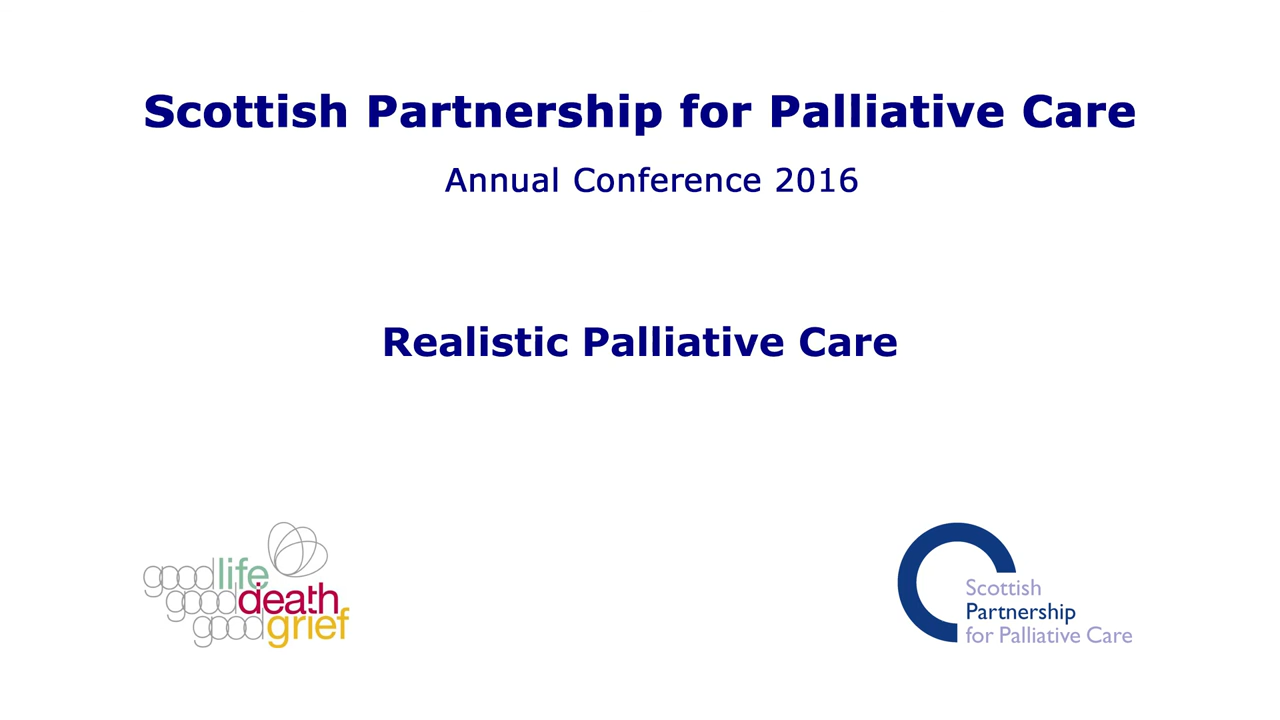 Scottish Partnership for Palliative Care
Annual Conference 2016
Realistic Palliative Care
good life
good death
good grief
Scottish
Partnership
for Palliative Care